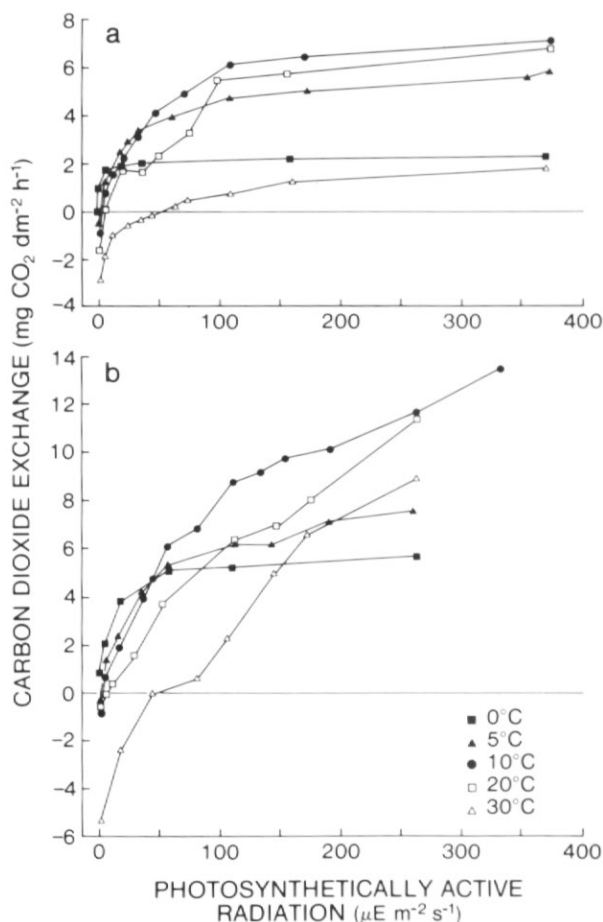 a
8
6
4
2
0
-2
-4
0 100 200 300 400
CARBON DIOXIDE EXCHANGE (mg CO₂ dm⁻² h⁻¹)
b
14
12
10
8
6
4
2
0
-2
-4
-6
0°C
5°C
10°C
20°C
30°C
0 100 200 300 400
PHOTOSYNTHETICALLY ACTIVE
RADIATION (µE m⁻² s⁻¹)